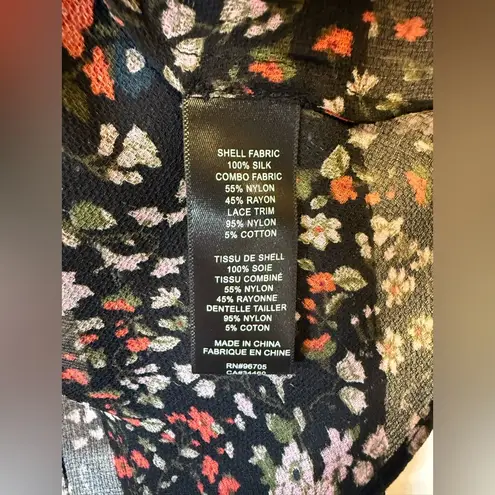 SHELL FABRIC
100% SILK
COMBO FABRIC
55% NYLON
45% RAYON
LACE TRIM
95% NYLON
5% COTTON
TISSU DE SHELL
100% SOIE
TISSU COMBINÉ
55% NYLON
45% RAYONNE
DENTELLE TAILLER
95% NYLON
5% COTON
MADE IN CHINA
FABRIQUE EN CHINE
RN#96705